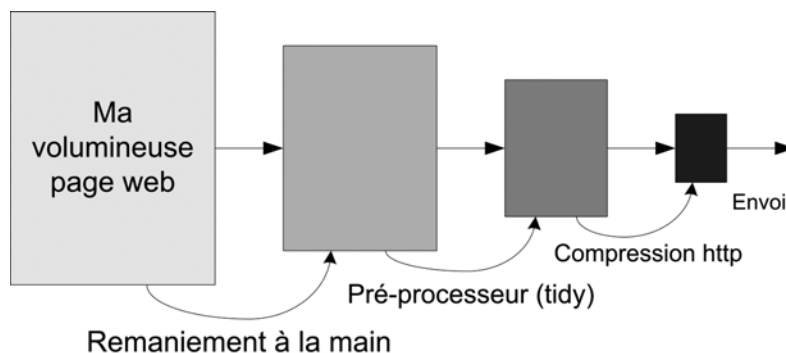 Ma
volumineuse
page web
Envoi
Compression http
Pré-processeur (tidy)
Remaniement à la main